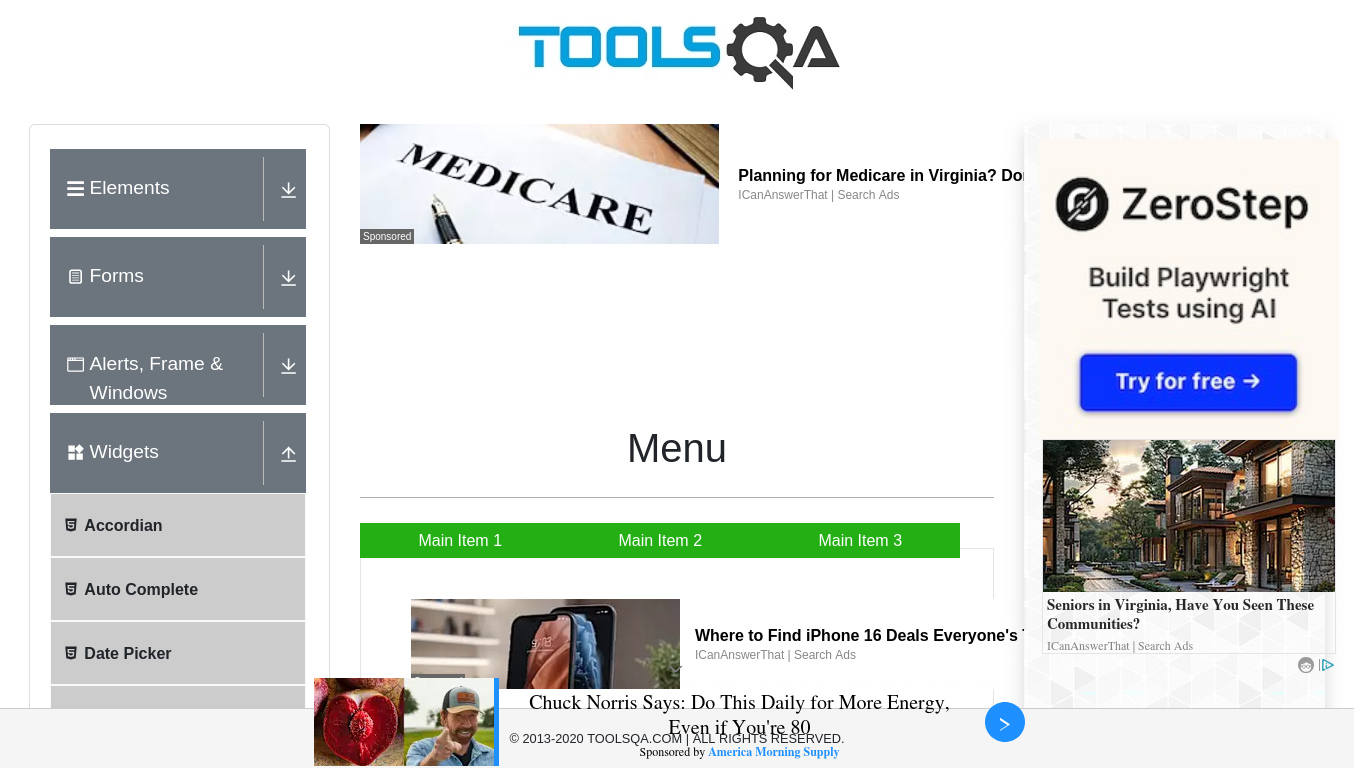 TOOLSQA
Elements
Forms
Alerts, Frame &
Windows
Widgets
Accordian
Auto Complete
Date Picker
MEDICARE
Sponsored
Planning for Medicare in Virginia? Do
ICanAnswerThat | Search Ads
Menu
Main Item 1
Main Item 2
Main Item 3
9:073
Where to Find iPhone 16 Deals Everyone's
ICanAnswerThat | Search Ads
ZeroStep
Build Playwright
Tests using AI
Try for free →
Seniors in Virginia, Have You Seen These
Communities?
ICanAnswerThat | Search Ads
Chuck Norris Says: Do This Daily for More Energy,
Even if You're 80
© 2013-2020 TOOLSQA.COM | ALL RIGHTS RESERVED.
Sponsored by America Morning Supply